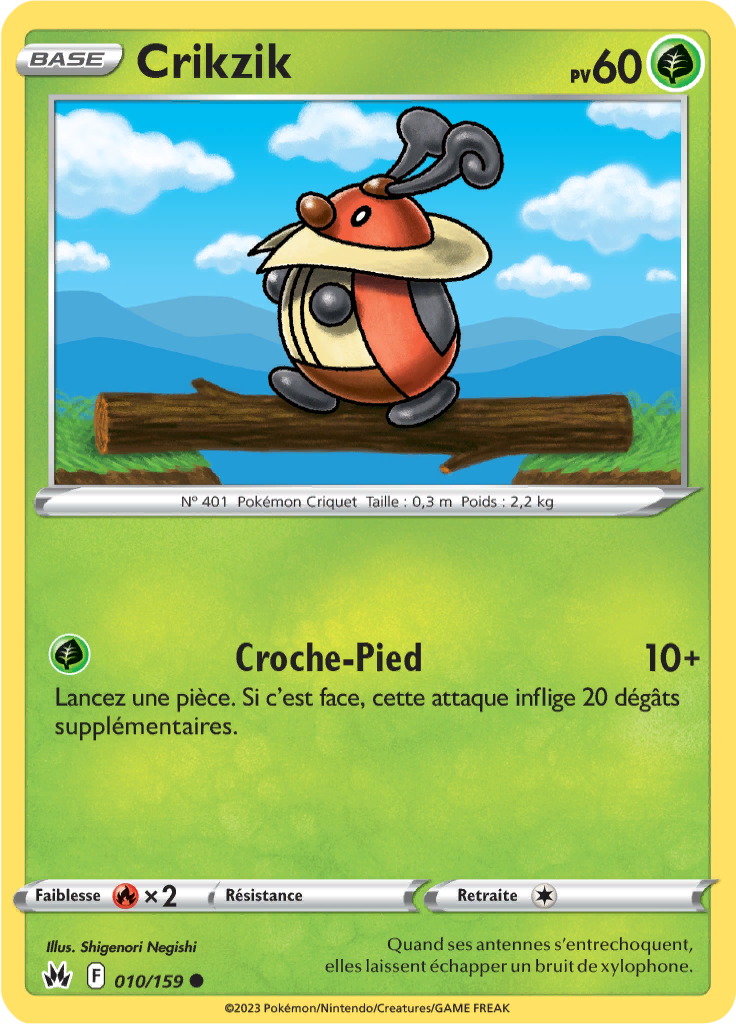 BASE Crikzik PV60
N° 401 Pokémon Criquet Taille : 0,3 m Poids : 2,2 kg
Croche-Pied 10+
Lancez une pièce. Si c'est face, cette attaque inflige 20 dégâts
supplémentaires.
Faiblesse ×2 Résistance Retraite
Illus. Shigenori Negishi
Quand ses antennes s'entrechoquent,
elles laissent échapper un bruit de xylophone.
F 010/159
©2023 Pokémon/Nintendo/Creatures/GAME FREAK